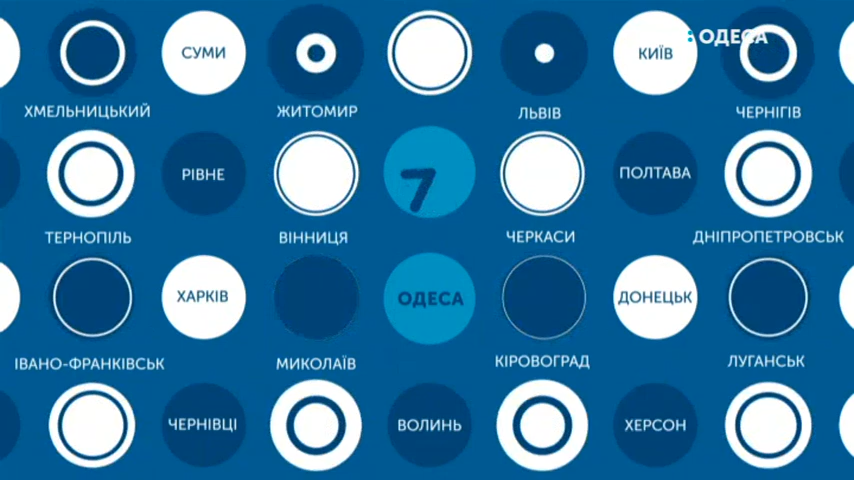 :ОДЕСА
СУМИ
КИЇВ
ХМЕЛЬНИЦЬКИЙ
ЖИТОМИР
ЛЬВІВ
ЧЕРНІГІВ
РІВНЕ
7
ПОЛТАВА
ТЕРНОПІЛЬ
ВІННИЦЯ
ЧЕРКАСИ
ДНІПРОПЕТРОВСЬК
ХАРКІВ
ОДЕСА
ДОНЕЦЬК
ІВАНО-ФРАНКІВСЬК
МИКОЛАЇВ
КІРОВОГРАД
ЛУГАНСЬК
ЧЕРНІВЦІ
ВОЛИНЬ
ХЕРСОН